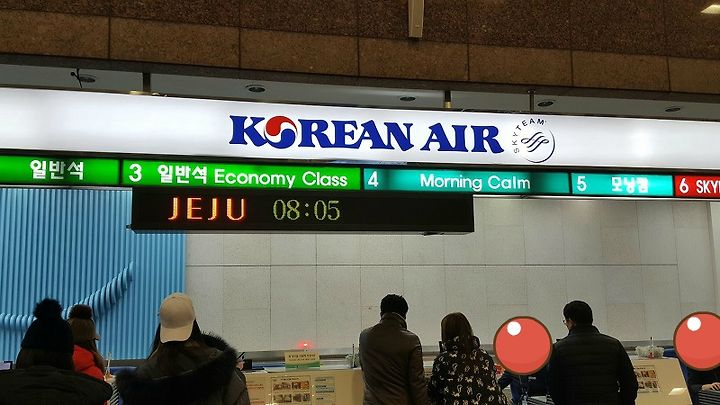 KOREAN AIR SKYTEAM
일반석 3 일반석 Economy Class 4 Morning Calm 5 모닝캄 6 SKY
JEJU 08:05